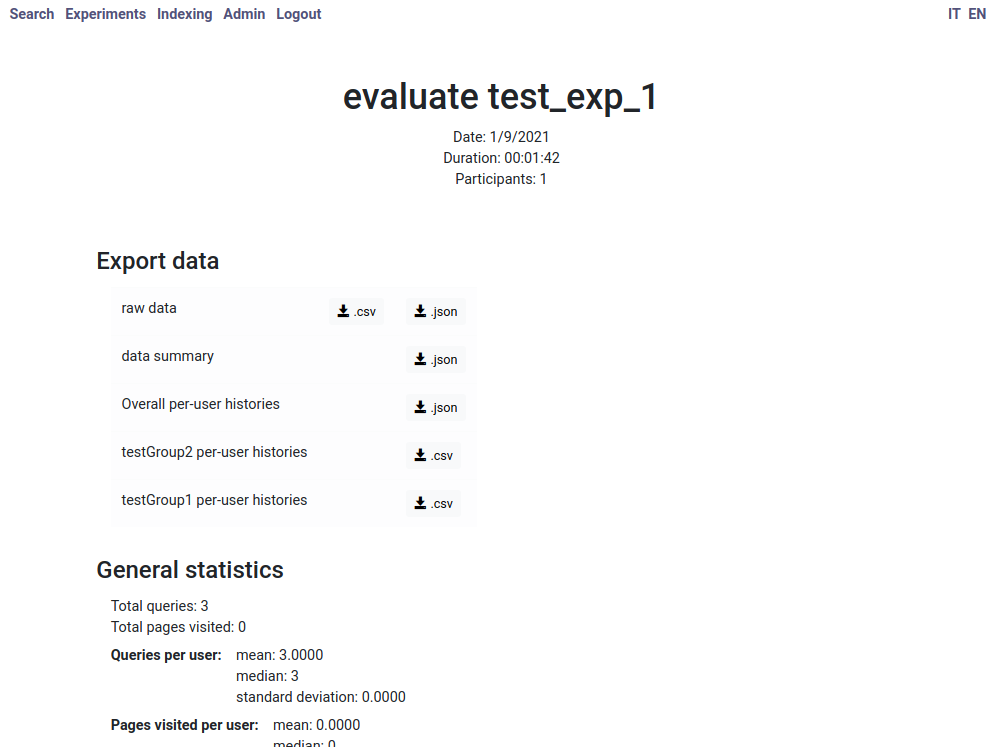 Search Experiments Indexing Admin Logout IT EN
evaluate test_exp_1
Date: 1/9/2021
Duration: 00:01:42
Participants: 1
Export data
raw data .csv .json
data summary .json
Overall per-user histories .json
testGroup2 per-user histories .csv
testGroup1 per-user histories .csv
General statistics
Total queries: 3
Total pages visited: 0
Queries per user: mean: 3.0000
median: 3
standard deviation: 0.0000
Pages visited per user: mean: 0.0000
median: 0